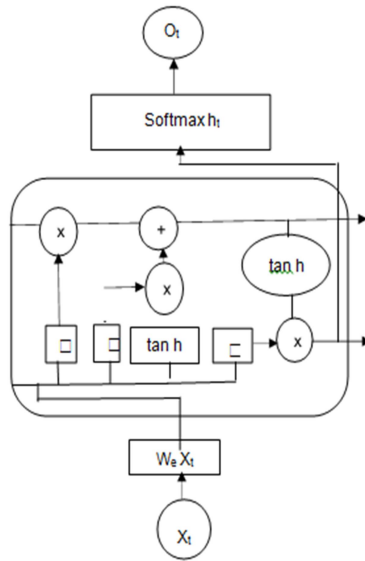 Ot
Softmax ht
x
+
tan h
x
□ □ tan h □ x
We Xt
Xt